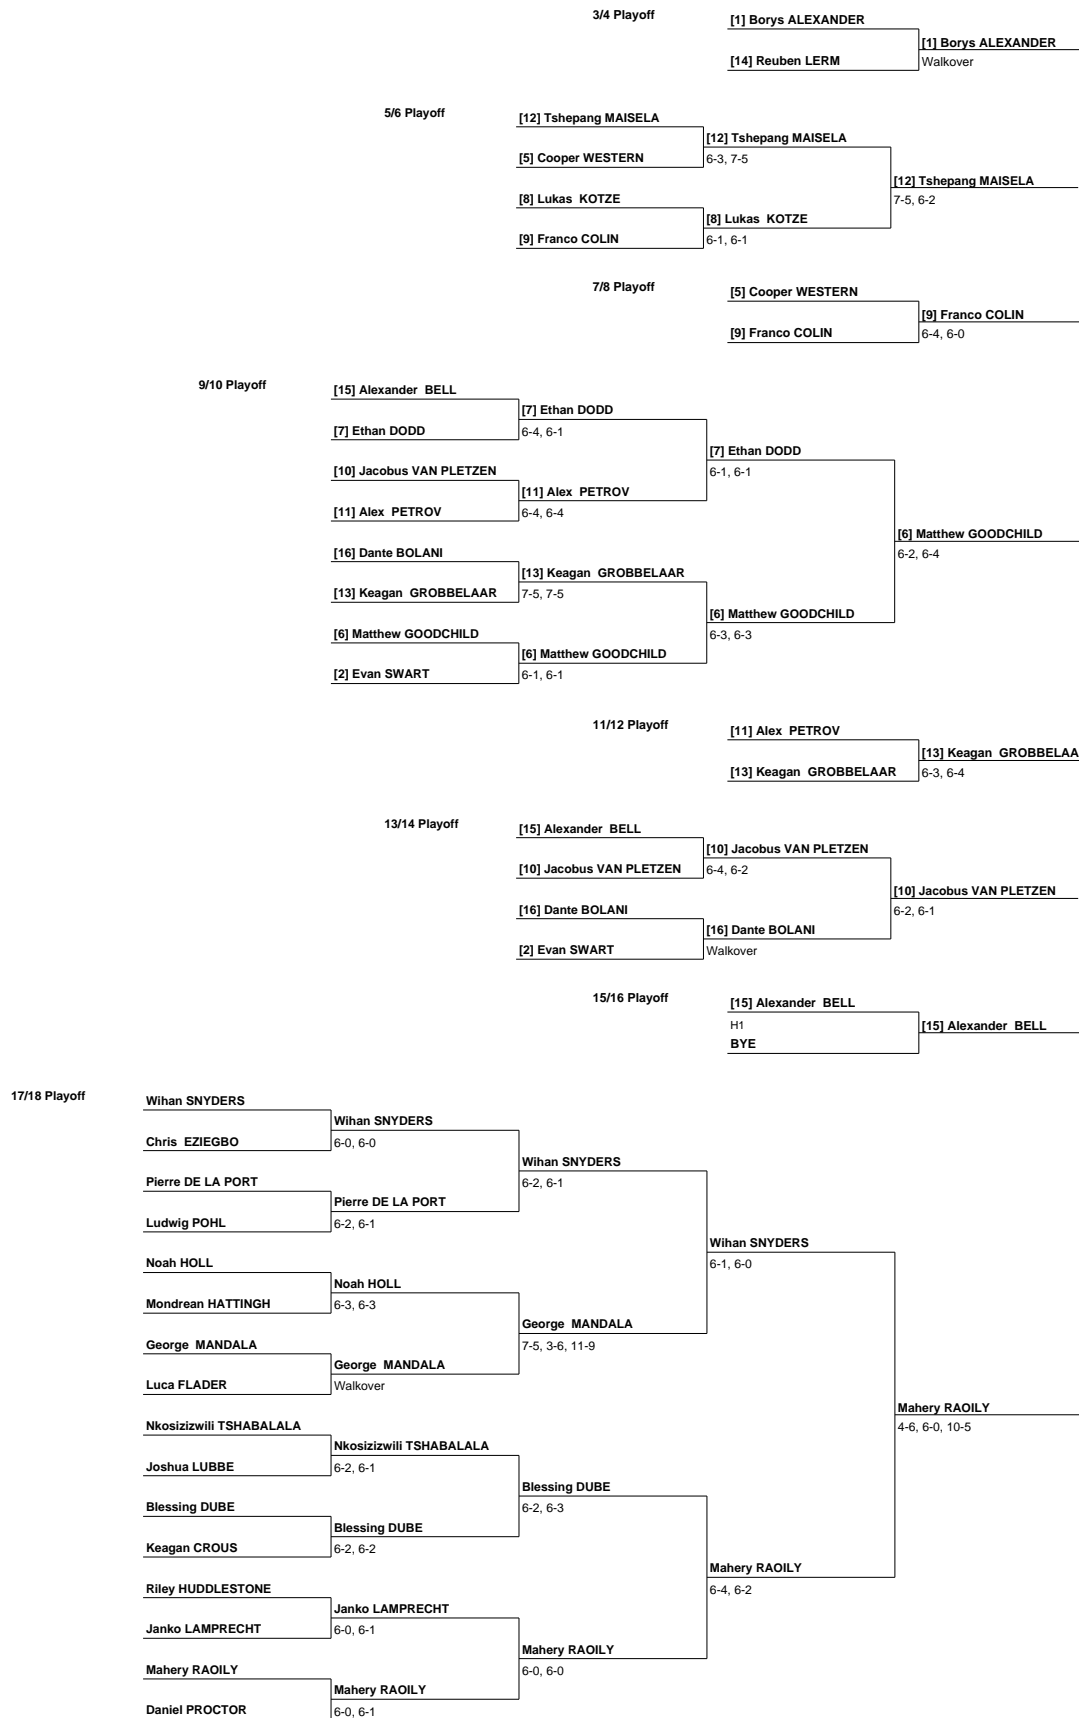 3/4 Playoff
[1] Borys ALEXANDER
[1] Borys ALEXANDER
[14] Reuben LERM
Walkover
5/6 Playoff
[12] Tshepang MAISELA
[12] Tshepang MAISELA
[5] Cooper WESTERN
6-3, 7-5
[12] Tshepang MAISELA
[8] Lukas KOTZE
7-5, 6-2
[8] Lukas KOTZE
[9] Franco COLIN
6-1, 6-1
7/8 Playoff
[5] Cooper WESTERN
[9] Franco COLIN
[9] Franco COLIN
6-4, 6-0
9/10 Playoff
[15] Alexander BELL
[7] Ethan DODD
[7] Ethan DODD
6-4, 6-1
[7] Ethan DODD
[10] Jacobus VAN PLETZEN
6-1, 6-1
[11] Alex PETROV
[11] Alex PETROV
6-4, 6-4
[6] Matthew GOODCHILD
[16] Dante BOLANI
6-2, 6-4
[13] Keagan GROBBELAAR
[13] Keagan GROBBELAAR
7-5, 7-5
[6] Matthew GOODCHILD
[6] Matthew GOODCHILD
6-3, 6-3
[6] Matthew GOODCHILD
[2] Evan SWART
6-1, 6-1
11/12 Playoff
[11] Alex PETROV
[13] Keagan GROBBELAA
[13] Keagan GROBBELAAR
6-3, 6-4
13/14 Playoff
[15] Alexander BELL
[10] Jacobus VAN PLETZEN
[10] Jacobus VAN PLETZEN
6-4, 6-2
[10] Jacobus VAN PLETZEN
[16] Dante BOLANI
6-2, 6-1
[16] Dante BOLANI
[2] Evan SWART
Walkover
15/16 Playoff
[15] Alexander BELL
H1
[15] Alexander BELL
BYE
17/18 Playoff
Wihan SNYDERS
Wihan SNYDERS
Chris EZIEGBO
6-0, 6-0
Wihan SNYDERS
Pierre DE LA PORT
6-2, 6-1
Pierre DE LA PORT
Ludwig POHL
6-2, 6-1
Wihan SNYDERS
Noah HOLL
6-1, 6-0
Noah HOLL
Mondrean HATTINGH
6-3, 6-3
George MANDALA
George MANDALA
7-5, 3-6, 11-9
George MANDALA
Luca FLADER
Walkover
Mahery RAOILY
4-6, 6-0, 10-5
Nkosizizwili TSHABALALA
Nkosizizwili TSHABALALA
Joshua LUBBE
6-2, 6-1
Blessing DUBE
Blessing DUBE
6-2, 6-3
Blessing DUBE
Keagan CROUS
6-2, 6-2
Mahery RAOILY
Riley HUDDLESTONE
6-4, 6-2
Janko LAMPRECHT
Janko LAMPRECHT
6-0, 6-1
Mahery RAOILY
Mahery RAOILY
6-0, 6-0
Mahery RAOILY
Daniel PROCTOR
6-0, 6-1